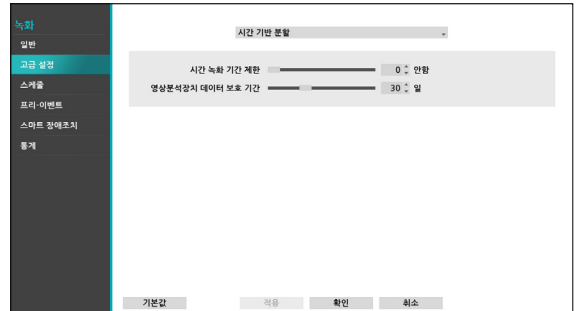 녹화
일반
고급 설정
스케줄
프리-이벤트
스마트 장애조치
통계
시간 기반 분할
시간 녹화 기간 제한 0 안함
영상분석장치 데이터 보호 기간 30 일
기본값 적용 확인 취소